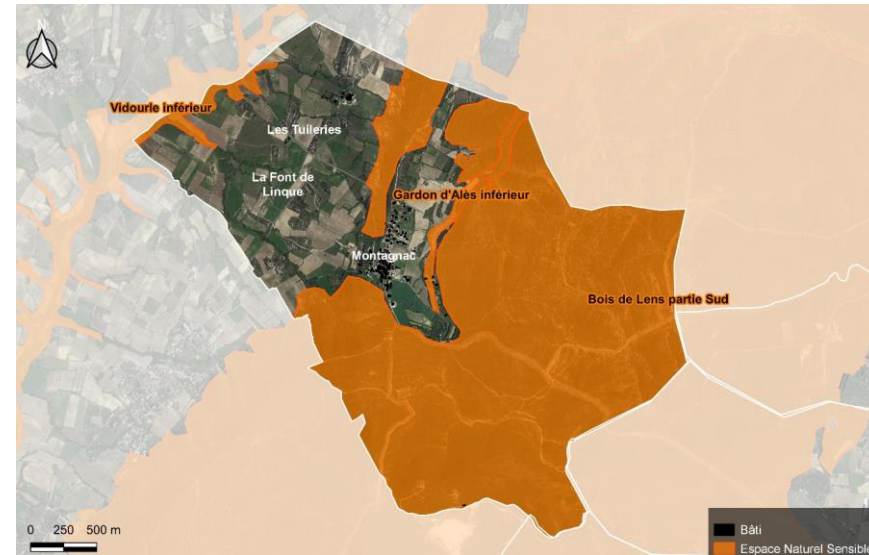 N
Vidourle inférieur
Les Tuileries
La Font de
Linque
Gardon d'Alès inférieur
Montagnac
Bois de Lens partie Sud
0 250 500 m
Bâti
Espace Naturel Sensible